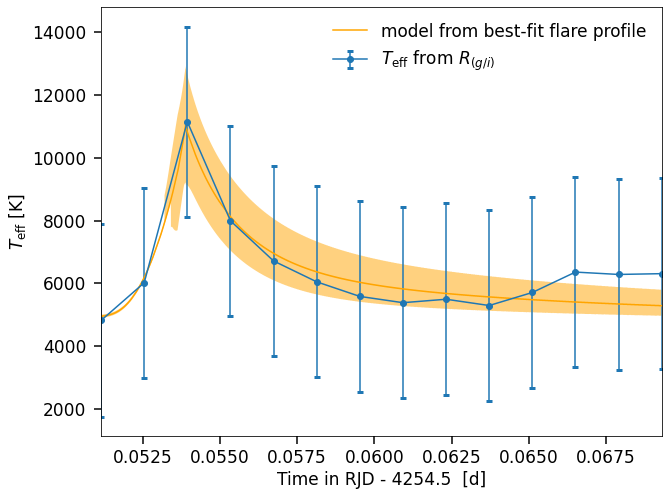 model from best-fit flare profile
T_eff from R_(g/i)
14000
12000
10000
8000
6000
4000
2000
T_eff [K]
0.0525 0.0550 0.0575 0.0600 0.0625 0.0650 0.0675
Time in RJD - 4254.5 [d]